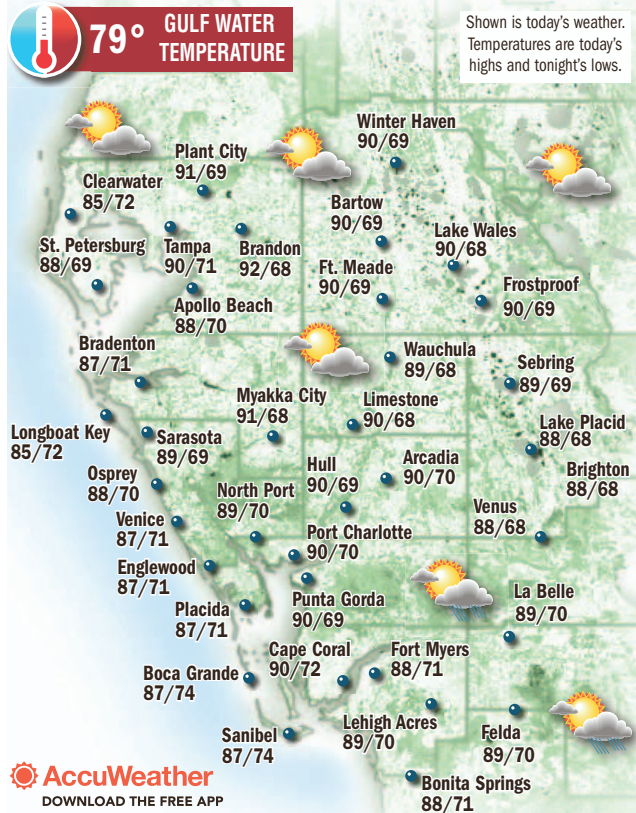 79°
GULF WATER
TEMPERATURE
Shown is today's weather.
Temperatures are today's
highs and tonight's lows.
Winter Haven
90/69
Plant City
91/69
Clearwater
85/72
Bartow
90/69
Lake Wales
90/68
St. Petersburg
88/69
Tampa
90/71
Brandon
92/68
Ft. Meade
90/69
Frostproof
90/69
Apollo Beach
88/70
Bradenton
87/71
Wauchula
89/68
Sebring
89/69
Myakka City
91/68
Limestone
90/68
Longboat Key
85/72
Sarasota
89/69
Lake Placid
88/68
Osprey
88/70
Hull
90/69
Arcadia
90/70
Brighton
88/68
North Port
89/70
Venus
88/68
Venice
87/71
Port Charlotte
90/70
Englewood
87/71
Punta Gorda
90/69
La Belle
89/70
Placida
87/71
Cape Coral
90/72
Fort Myers
88/71
Boca Grande
87/74
Lehigh Acres
89/70
Felda
89/70
Sanibel
87/74
Bonita Springs
88/71
AccuWeather
DOWNLOAD THE FREE APP